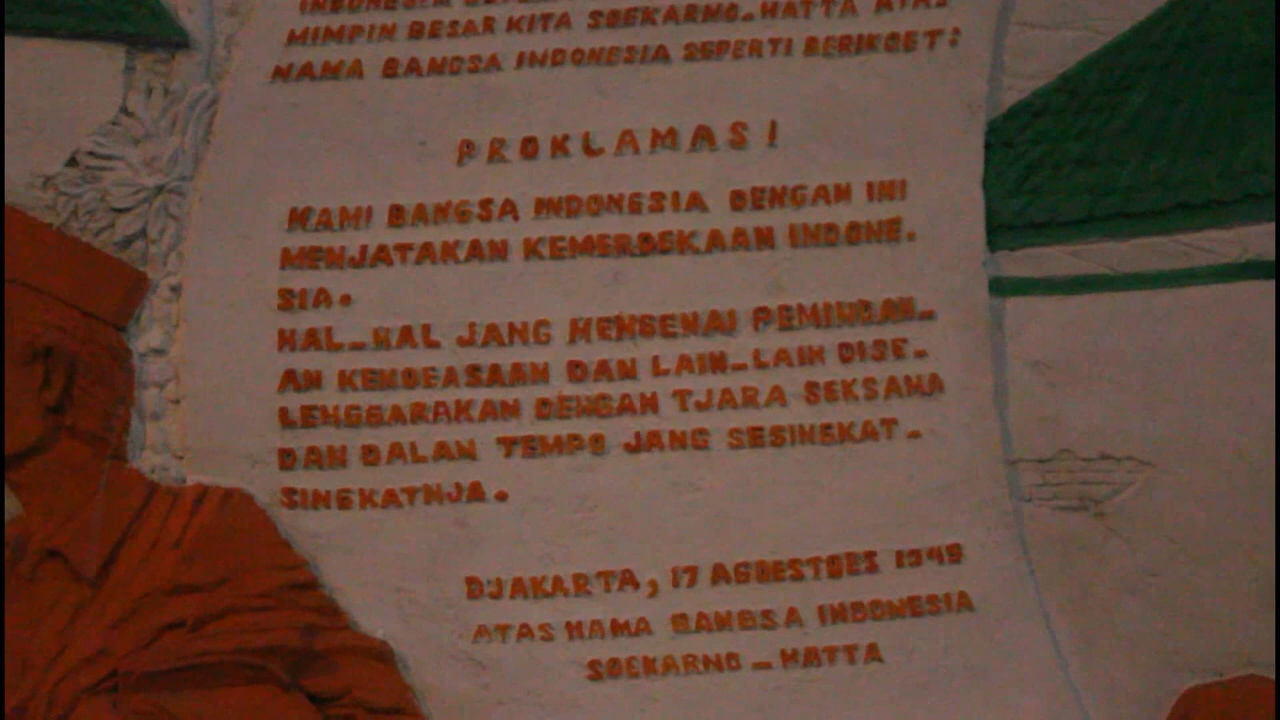 MIMPIN BESAR KITA SOEKARNO-HATTA ATAS
NAMA BANGSA INDONESIA SEPERTI BERIKOET:
PROKLAMASI
KAMI BANGSA INDONESIA DENGAN INI
MENJATAKAN KEMERDEKAAN INDONE-
SIA.
HAL-HAL JANG MENGENAI PEMINDAH-
AN KEKOEASAAN DAN LAIN-LAIN DISE-
LENGGARAKAN DENGAN TJARA SEKSAMA
DAN DALAN TEMPO JANG SESINGKAT-
SINGKATNJA.
DJAKARTA, 17 AGOESTOES 1945
ATAS NAMA BANGSA INDONESIA
SOEKARNO - HATTA